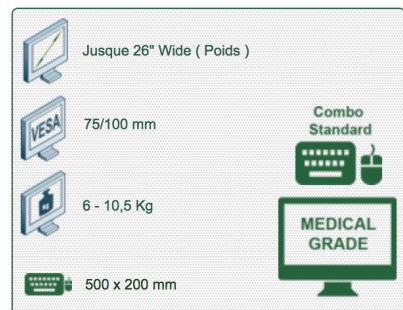 Jusque 26" Wide ( Poids )
VESA
75/100 mm
KG
6 - 10,5 Kg
500 x 200 mm
Combo
Standard
MEDICAL
GRADE